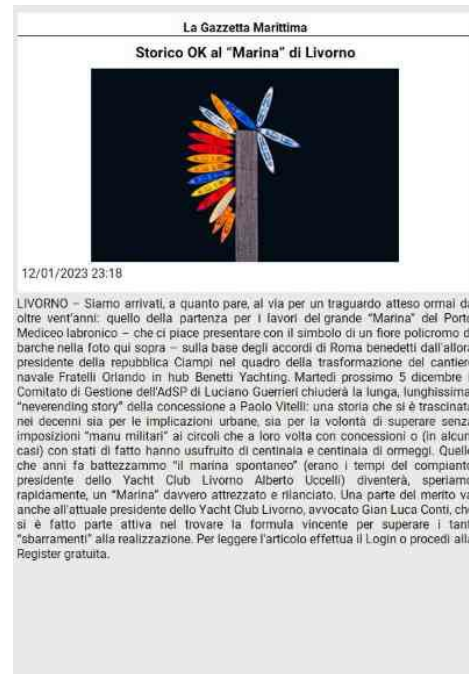 La Gazzetta Marittima
Storico OK al “Marina” di Livorno
12/01/2023 23:18
LIVORNO – Siamo arrivati, a quanto pare, al via per un traguardo atteso ormai da
oltre vent'anni: quello della partenza per i lavori del grande “Marina” del Porto
Mediceo labronico – che ci piace presentare con il simbolo di un fiore policromo di
barche nella foto qui sopra – sulla base degli accordi di Roma benedetti dall'allora
presidente della repubblica Ciampi nel quadro della trasformazione del cantiere
navale Fratelli Orlando in hub Benetti Yachting. Martedì prossimo 5 dicembre
Comitato di Gestione dell'AdSP di Luciano Guerrieri chiuderà la lunga, lunghissima
“neverending story” della concessione a Paolo Vitelli: una storia che si è trascinata
nei decenni sia per le implicazioni urbane, sia per la volontà di superare senza
imposizioni “manu militari” ai circoli che a loro volta con concessioni o (in alcuni
casi) con stati di fatto hanno usufruito di centinaia e centinaia di ormeggi. Quello
che anni fa battezzammo “il marina spontaneo” (erano i tempi del compianto
presidente dello Yacht Club Livorno Alberto Uccelli) diventerà, speriamo
rapidamente, un “Marina” davvero attrezzato e rilanciato. Una parte del merito va
anche all'attuale presidente dello Yacht Club Livorno, avvocato Gian Luca Conti, che
si è fatto parte attiva nel trovare la formula vincente per superare i tanti
“sbarramenti” alla realizzazione. Per leggere l'articolo effettua il Login o procedi alla
Register gratuita.